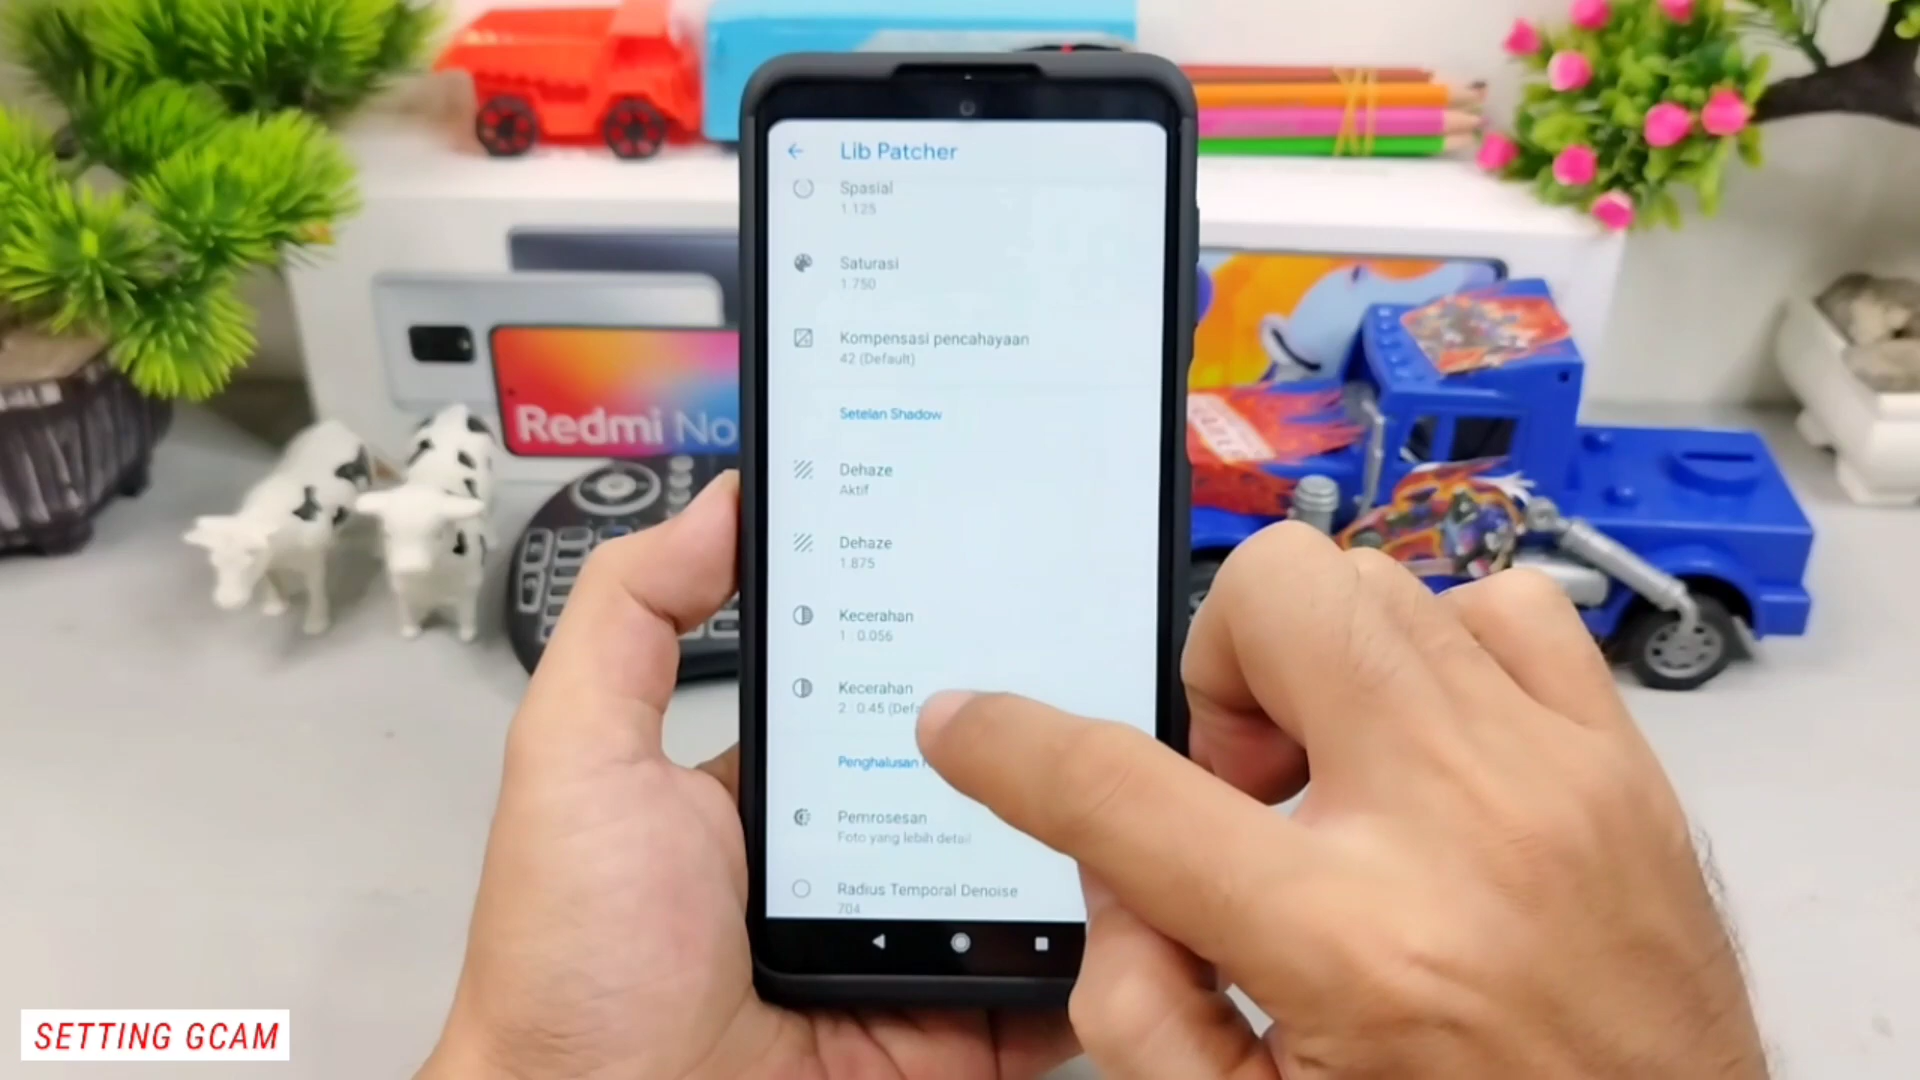 Lib Patcher
Spasial
1.125
Saturasi
1.750
Kompensasi pencahayaan
42 (Default)
Setelan Shadow
Dehaze
Aktif
Dehaze
1.875
Kecerahan
1 : 0.056
Kecerahan
2 : 0.45
Penghalusan
Pemrosesan
Foto yang lebih detail
Radius Temporal Denoise
704
Redmi No
SETTING GCAM